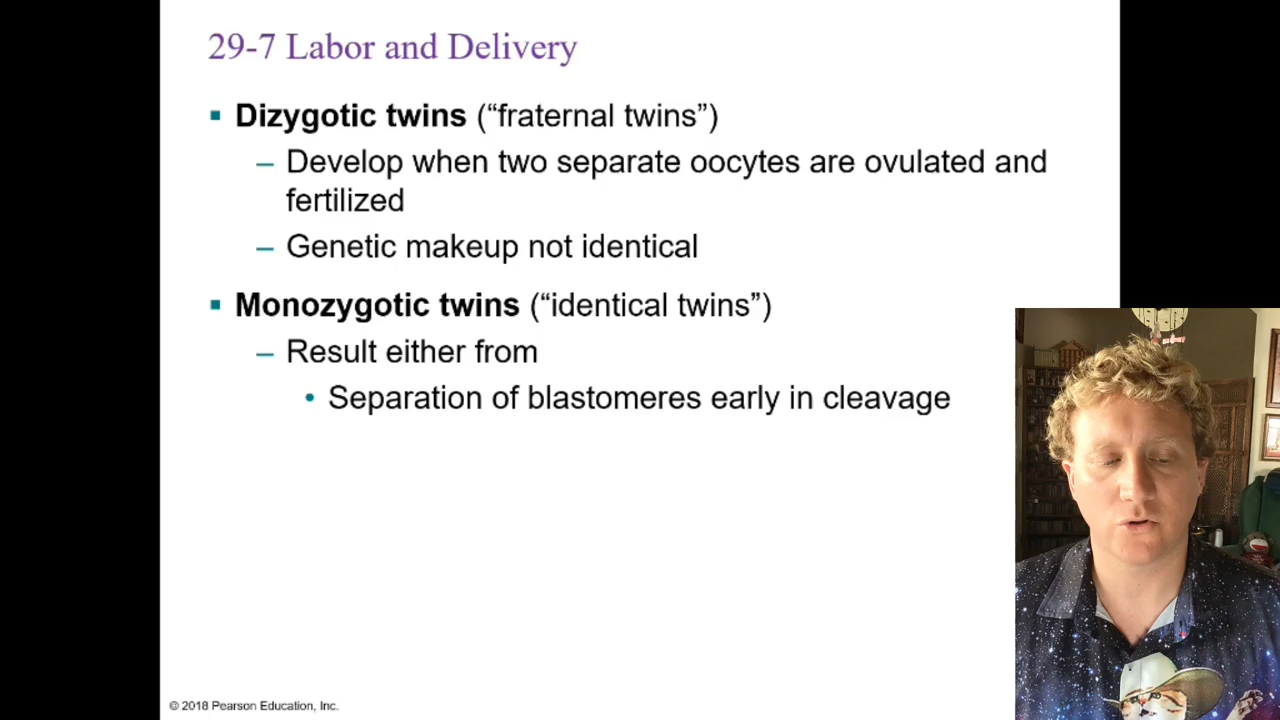 29-7 Labor and Delivery
▪ Dizygotic twins (“fraternal twins”)
– Develop when two separate oocytes are ovulated and
fertilized
– Genetic makeup not identical
▪ Monozygotic twins (“identical twins”)
– Result either from
• Separation of blastomeres early in cleavage
© 2018 Pearson Education, Inc.